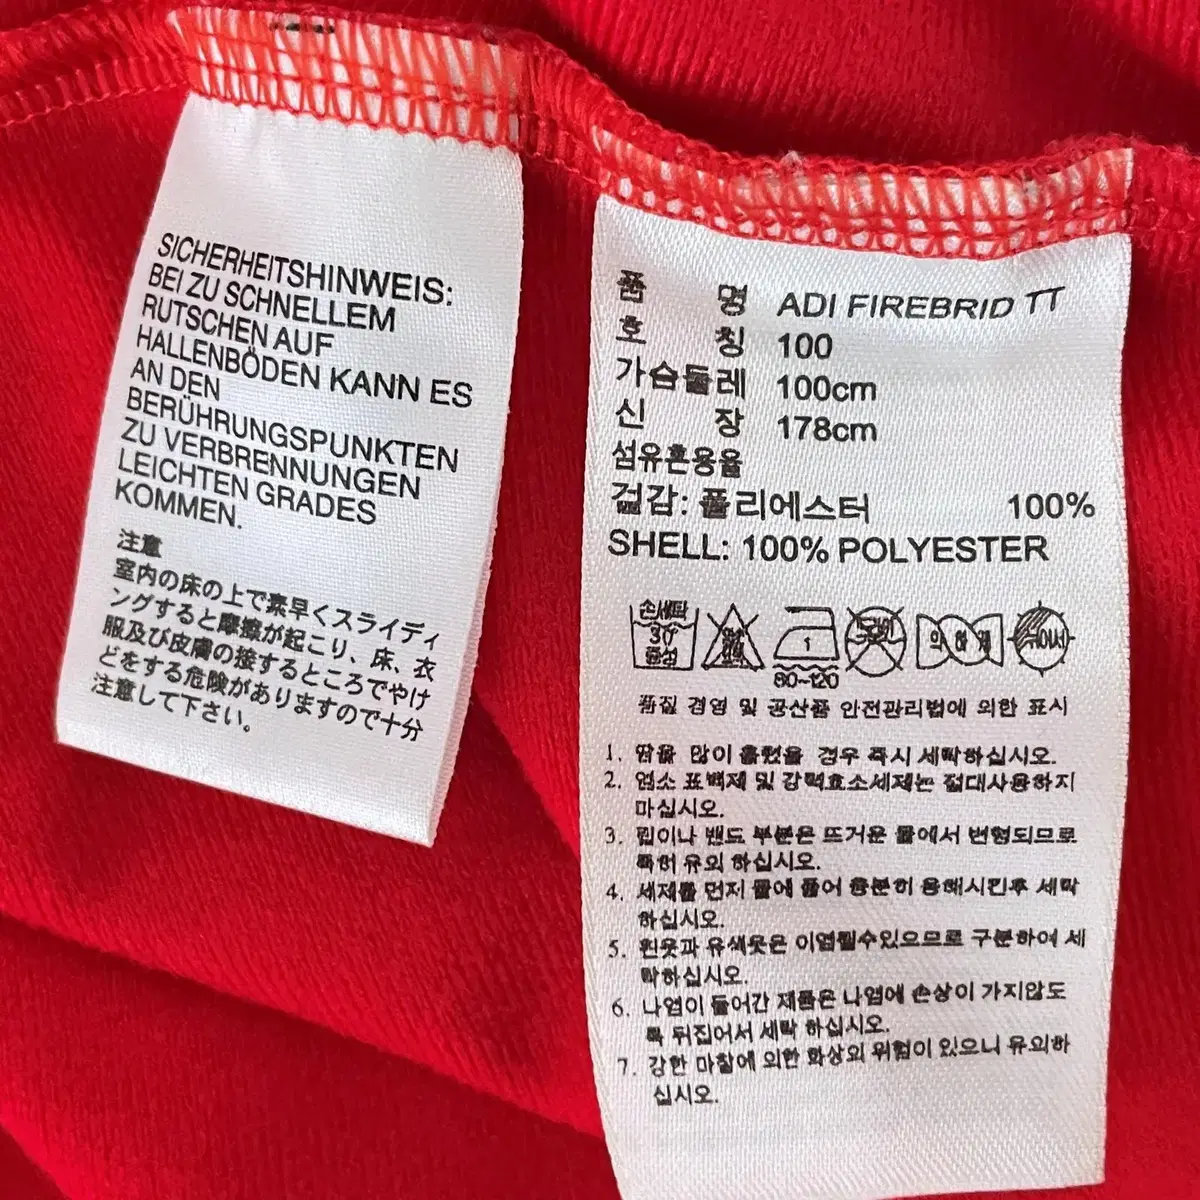 SICHERHEITSHINWEIS:
BEI ZU SCHNELLEM
RUTSCHEN AUF
HALLENBÖDEN KANN ES
AN DEN
BERÜHRUNGSPUNKTEN
ZU VERBRENNUNGEN
LEICHTEN GRADES
KOMMEN.
注意
室内の床の上で素早くスライディ
ングすると摩擦が起こり、床、衣
服及び皮膚の接するところでやけ
どをする危険がありますので十分
注意して下さい。
품 명 ADI FIREBRID TT
호 칭 100
가슴둘레 100cm
신 장 178cm
섬유혼용율
겉감: 폴리에스터 100%
SHELL: 100% POLYESTER
손세탁
30°
중성
1
80~120
드라이
품질 경영 및 공산품 안전관리법에 의한 표시
1. 땀을 많이 흘렸을 경우 즉시 세탁하십시오.
2. 염소 표백제 및 강력효소세제는 절대사용하지
마십시오.
3. 립이나 밴드 부분은 뜨거운 물에서 변형되므로
특히 유의 하십시오.
4. 세제를 먼저 물에 풀어 충분히 용해시킨후 세탁
하십시오.
5. 흰옷과 유색옷은 이염될수있으므로 구분하여 세
탁하십시오.
6. 나염이 들어간 제품은 나염에 손상이 가지않도
록 뒤집어서 세탁 하십시오.
7. 강한 마찰에 의한 화상의 위험이 있으니 유의하
십시오.